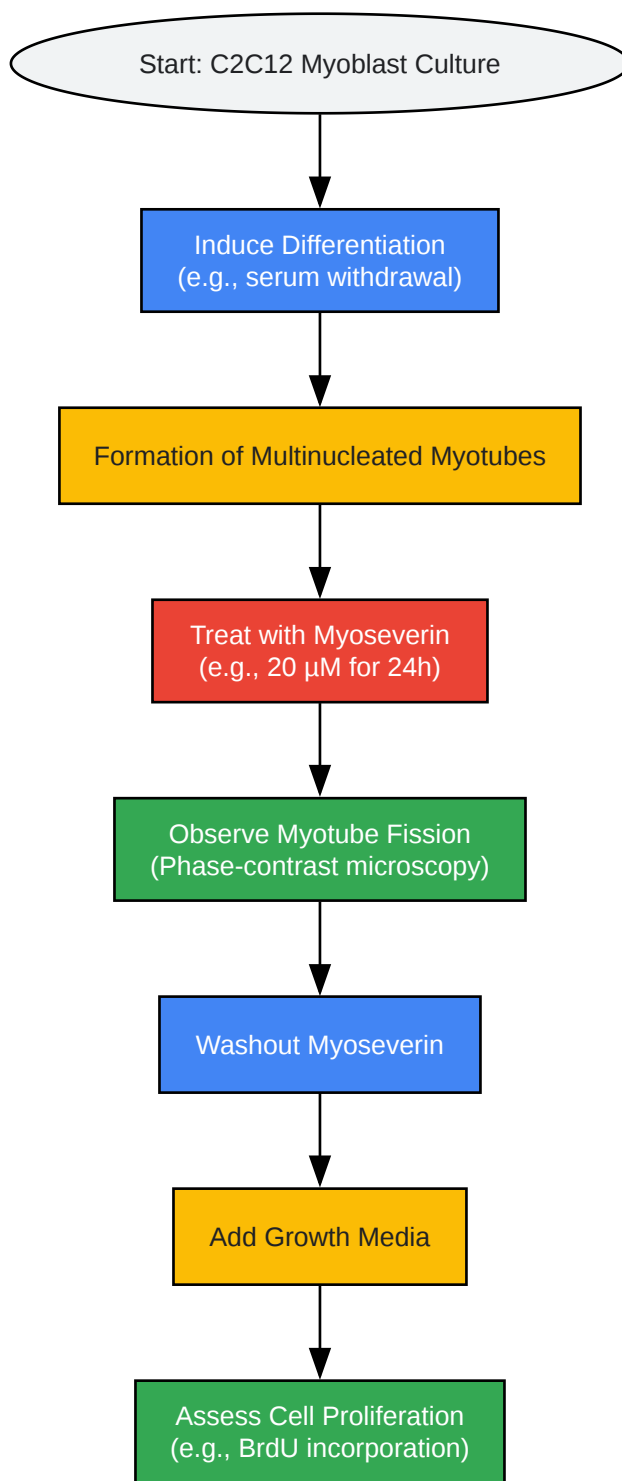 Start: C2C12 Myoblast Culture
Induce Differentiation
(e.g., serum withdrawal)
Formation of Multinucleated Myotubes
Treat with Myoseverin
(e.g., 20 µM for 24h)
Observe Myotube Fission
(Phase-contrast microscopy)
Washout Myoseverin
Add Growth Media
Assess Cell Proliferation
(e.g., BrdU incorporation)